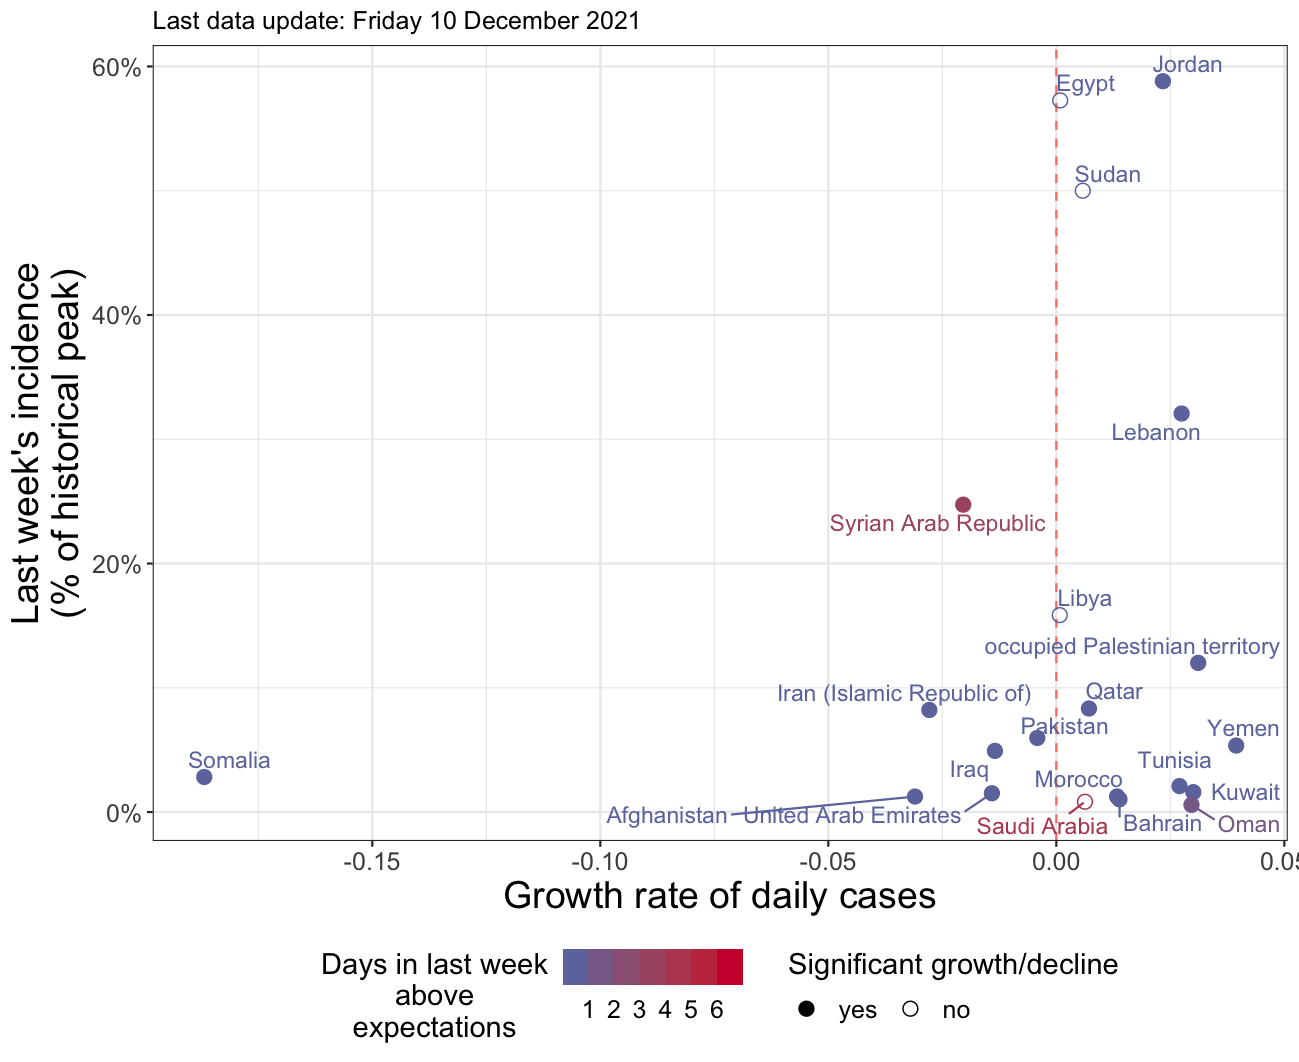 Last data update: Friday 10 December 2021
Last week's incidence
(% of historical peak)
60%
40%
20%
0%
Jordan
Egypt
Sudan
Lebanon
Syrian Arab Republic
Libya
occupied Palestinian territory
Iran (Islamic Republic of)
Qatar
Pakistan
Yemen
Somalia
Iraq
Tunisia
Morocco
Kuwait
Afghanistan
United Arab Emirates
Saudi Arabia
Bahrain
Oman
-0.15
-0.10
-0.05
0.00
0.05
Growth rate of daily cases
Days in last week
above
expectations
1 2 3 4 5 6
Significant growth/decline
yes
no